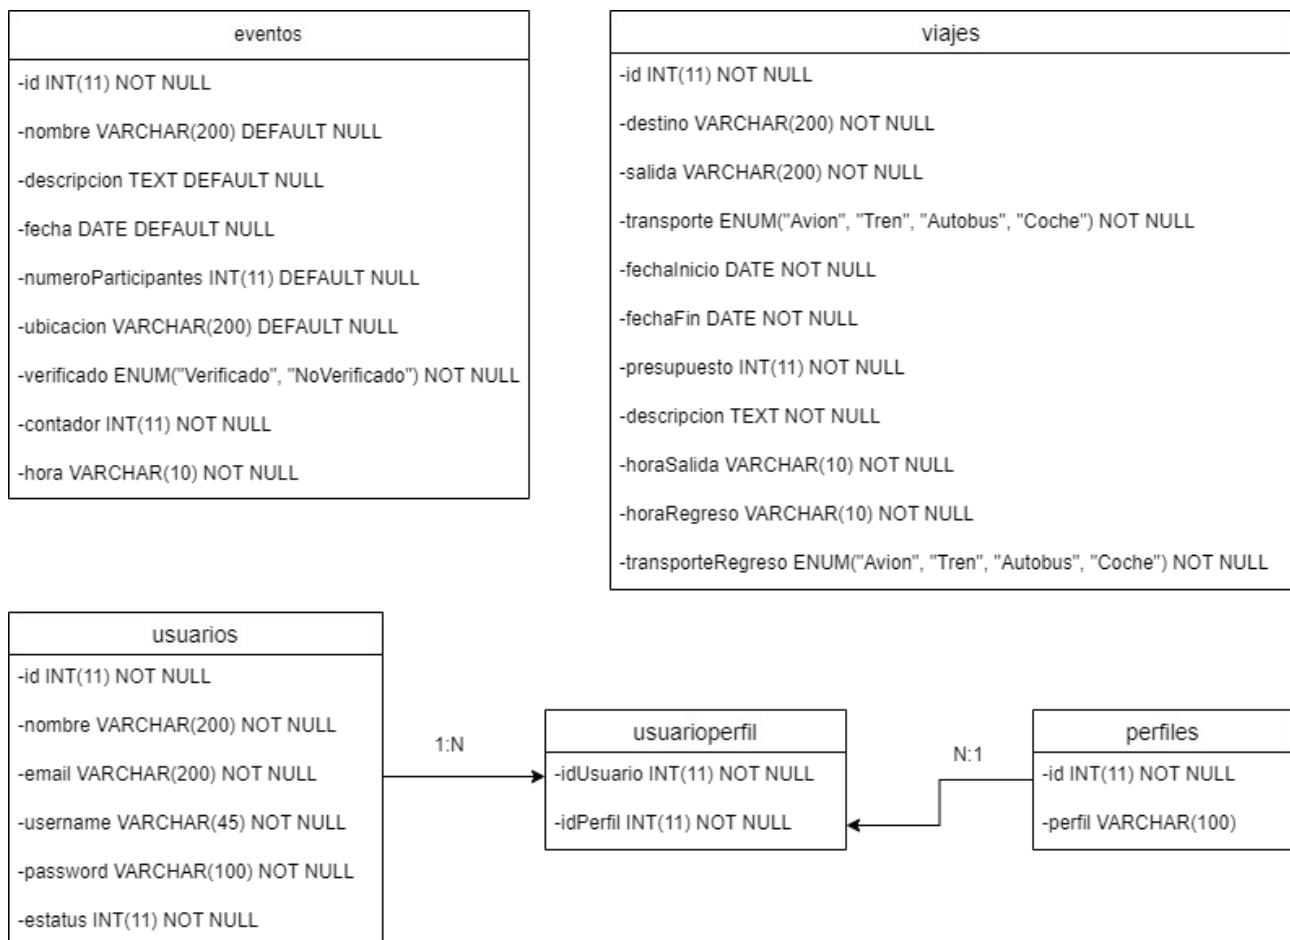 eventos
-id INT(11) NOT NULL
-nombre VARCHAR(200) DEFAULT NULL
-descripcion TEXT DEFAULT NULL
-fecha DATE DEFAULT NULL
-numeroParticipantes INT(11) DEFAULT NULL
-ubicacion VARCHAR(200) DEFAULT NULL
-verificado ENUM("Verificado", "NoVerificado") NOT NULL
-contador INT(11) NOT NULL
-hora VARCHAR(10) NOT NULL
viajes
-id INT(11) NOT NULL
-destino VARCHAR(200) NOT NULL
-salida VARCHAR(200) NOT NULL
-transporte ENUM("Avion", "Tren", "Autobus", "Coche") NOT NULL
-fechaInicio DATE NOT NULL
-fechaFin DATE NOT NULL
-presupuesto INT(11) NOT NULL
-descripcion TEXT NOT NULL
-horaSalida VARCHAR(10) NOT NULL
-horaRegreso VARCHAR(10) NOT NULL
-transporteRegreso ENUM("Avion", "Tren", "Autobus", "Coche") NOT NULL
usuarios
-id INT(11) NOT NULL
-nombre VARCHAR(200) NOT NULL
-email VARCHAR(200) NOT NULL
-username VARCHAR(45) NOT NULL
-password VARCHAR(100) NOT NULL
-estatus INT(11) NOT NULL
1:N
usuarioperfil
-idUsuario INT(11) NOT NULL
-idPerfil INT(11) NOT NULL
N:1
perfiles
-id INT(11) NOT NULL
-perfil VARCHAR(100)